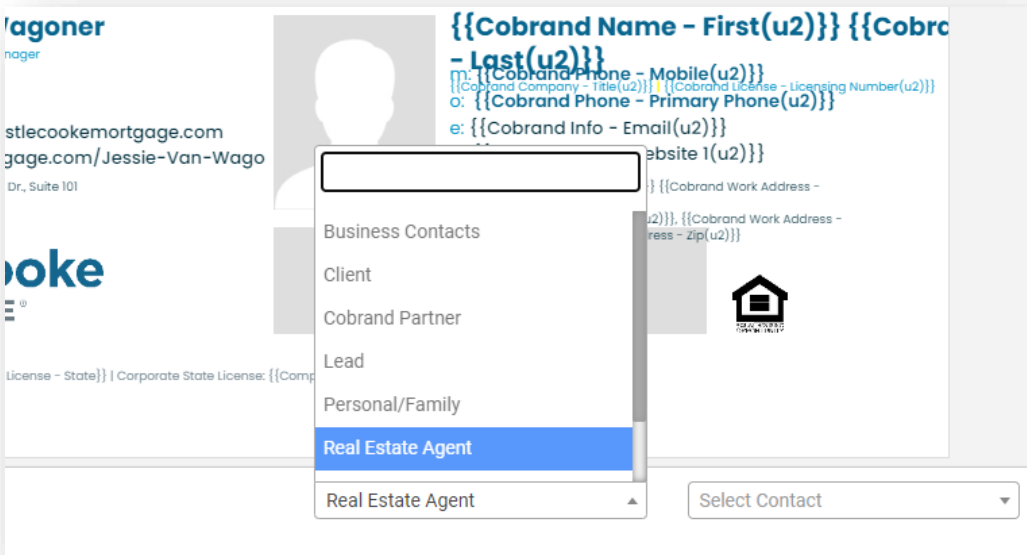 Vagoner
nager
stlecookemortgage.com
gage.com/Jessie-Van-Wago
Dr., Suite 101
ooke
E®
License - State}} | Corporate State License: {{Comp
{{Cobrand Name - First(u2)}} {{Cobra
- Last(u2)}}
m: {{Cobrand Phone - Mobile(u2)}}
{{Cobrand Company - Title(u2)}} | {{Cobrand License - Licensing Number(u2)}}
o: {{Cobrand Phone - Primary Phone(u2)}}
e: {{Cobrand Info - Email(u2)}}
ebsite 1(u2)}}
}} {{Cobrand Work Address -
u2)}}, {{Cobrand Work Address -
ress - Zip(u2)}}
EQUAL HOUSING
OPPORTUNITY
Business Contacts
Client
Cobrand Partner
Lead
Personal/Family
Real Estate Agent
Real Estate Agent
Select Contact